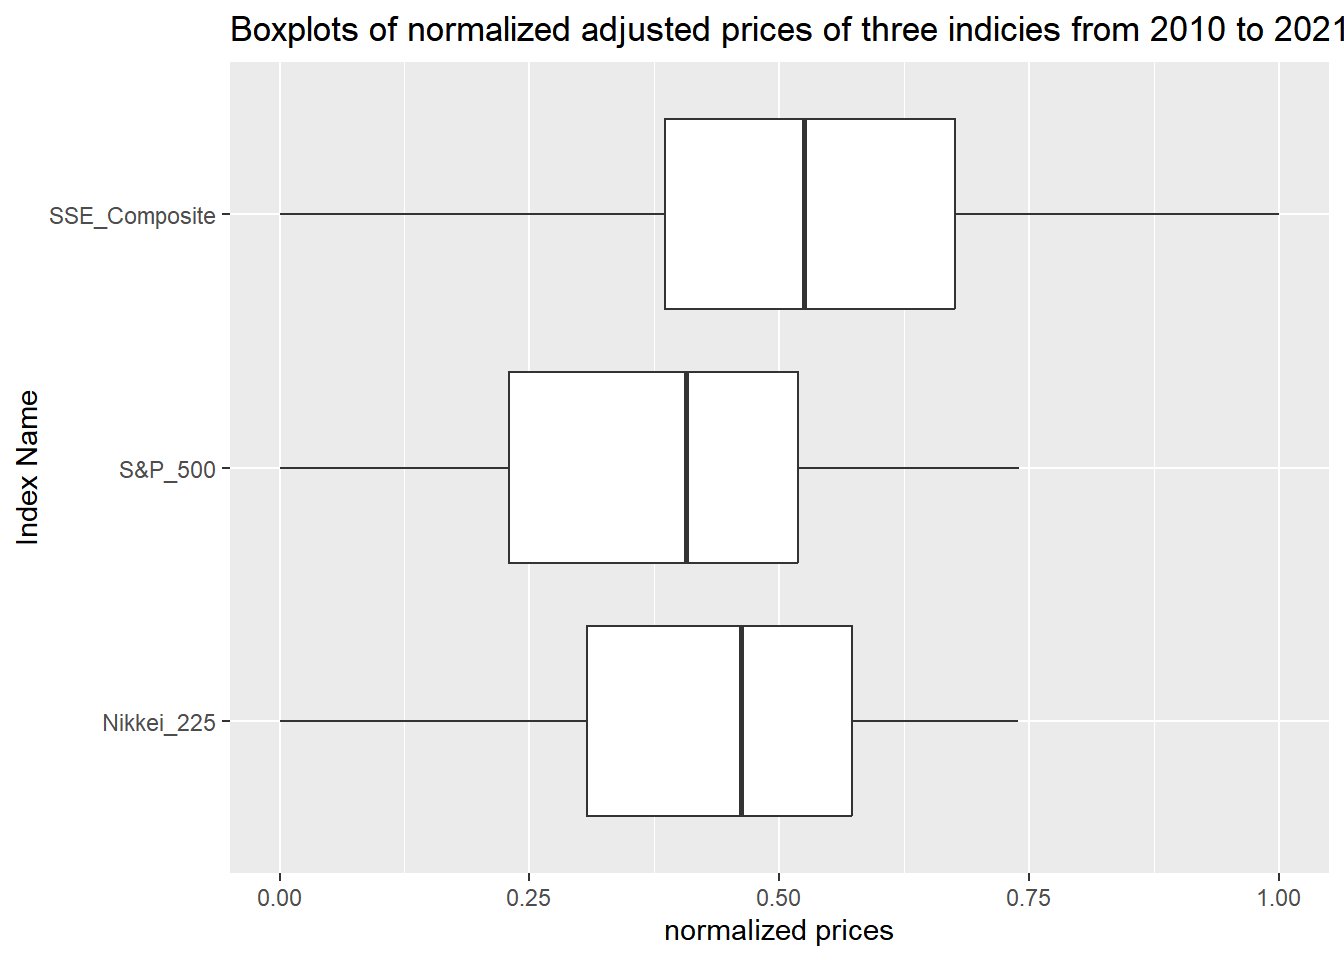 Boxplots of normalized adjusted prices of three indicies from 2010 to 2021
SSE_Composite
S&P_500
Nikkei_225
Index Name
0.00 0.25 0.50 0.75 1.00
normalized prices